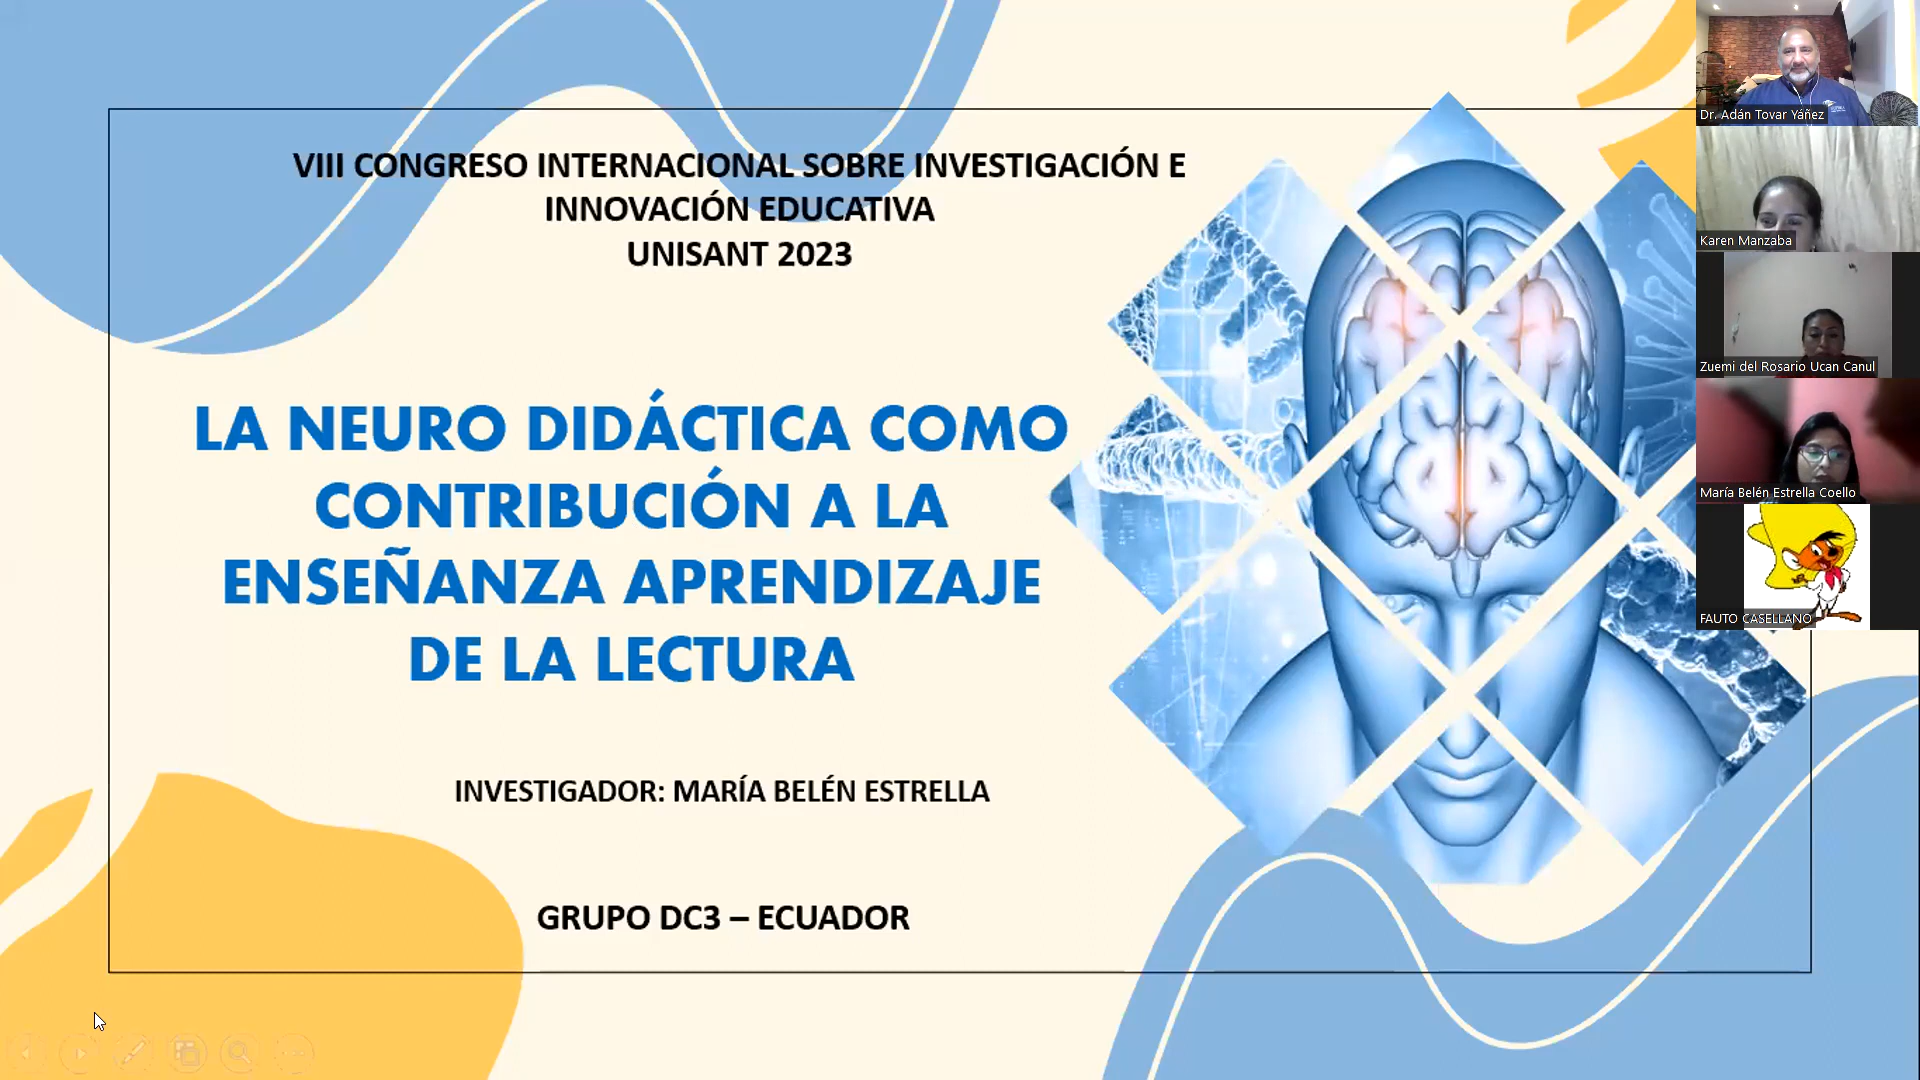 VIII CONGRESO INTERNACIONAL SOBRE INVESTIGACIÓN E
INNOVACIÓN EDUCATIVA
UNISANT 2023
LA NEURO DIDÁCTICA COMO
CONTRIBUCIÓN A LA
ENSEÑANZA APRENDIZAJE
DE LA LECTURA
INVESTIGADOR: MARÍA BELÉN ESTRELLA
GRUPO DC3 – ECUADOR
Dr. Adán Tovar Yáñez
Karen Manzaba
Zuemi del Rosario Ucan Canul
María Belén Estrella Coello
FAUTO CASELLANO